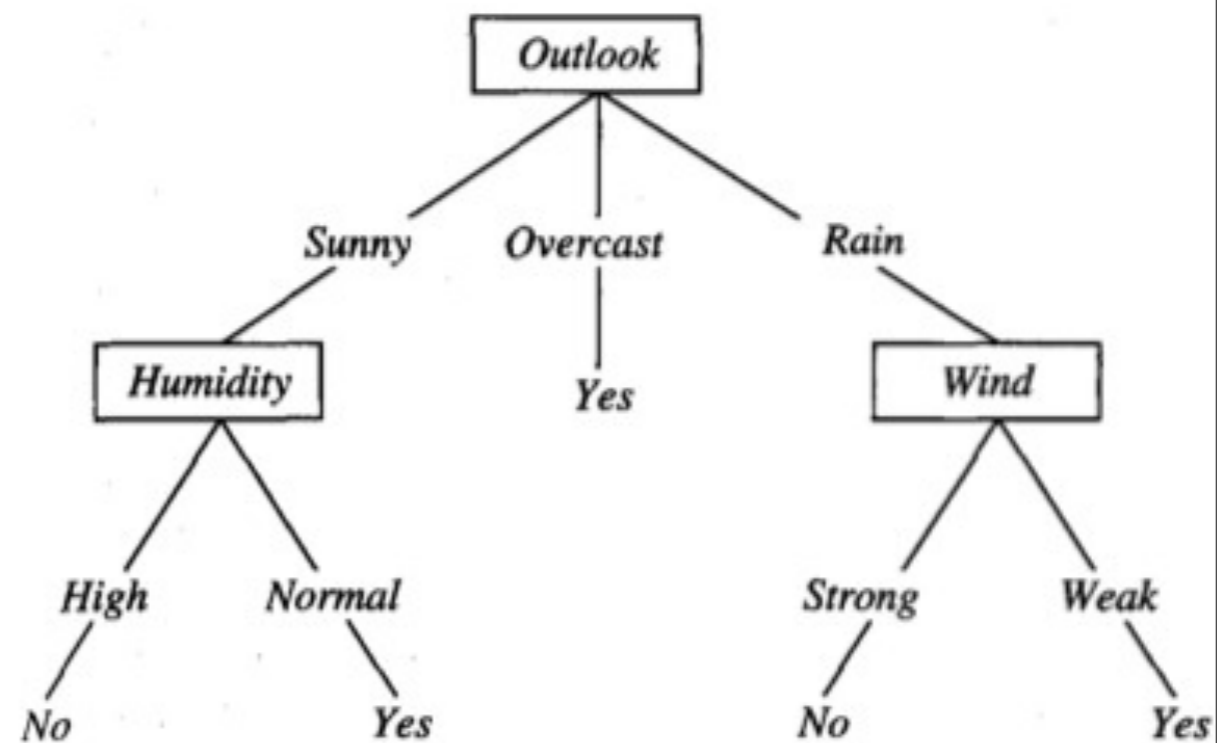 Outlook
Sunny Overcast Rain
Humidity Yes Wind
High Normal Strong Weak
No Yes No Yes